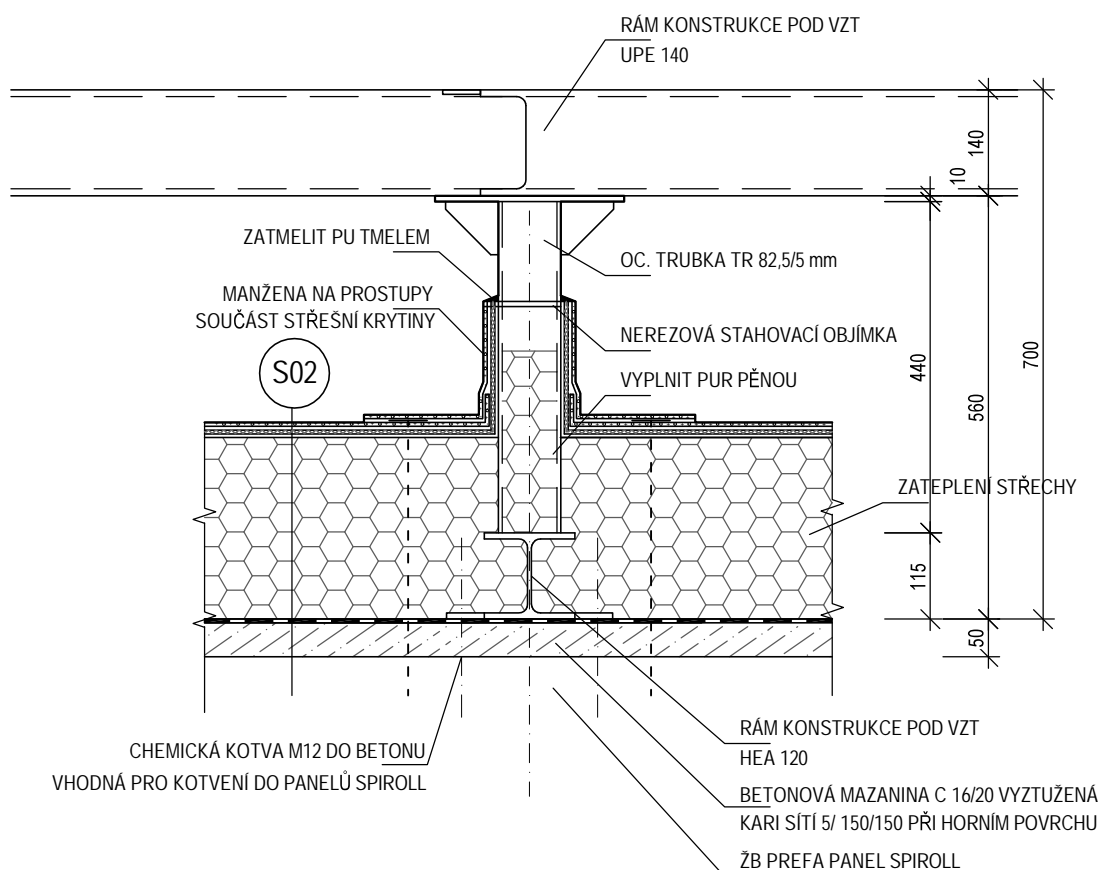 RÁM KONSTRUKCE POD VZT
UPE 140
140
10
ZATMELIT PU TMELEM
OC. TRUBKA TR 82,5/5 mm
MANŽENA NA PROSTUPY
SOUČÁST STŘEŠNÍ KRYTINY
NEREZOVÁ STAHOVACÍ OBJÍMKA
S02
VYPLNIT PUR PĚNOU
440
560
700
ZATEPLENÍ STŘECHY
115
50
RÁM KONSTRUKCE POD VZT
HEA 120
CHEMICKÁ KOTVA M12 DO BETONU
VHODNÁ PRO KOTVENÍ DO PANELŮ SPIROLL
BETONOVÁ MAZANINA C 16/20 VYZTUŽENÁ
KARI SÍTÍ 5/ 150/150 PŘI HORNÍM POVRCHU
ŽB PREFA PANEL SPIROLL